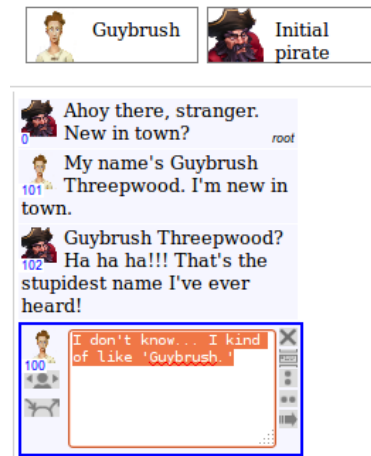 Guybrush
Initial
pirate
Ahoy there, stranger.
New in town?
0
root
My name's Guybrush
Threepwood. I'm new in
town.
101
Guybrush Threepwood?
Ha ha ha!!! That's the
stupidest name I've ever
heard!
102
I don't know... I kind
of like 'Guybrush.'
100